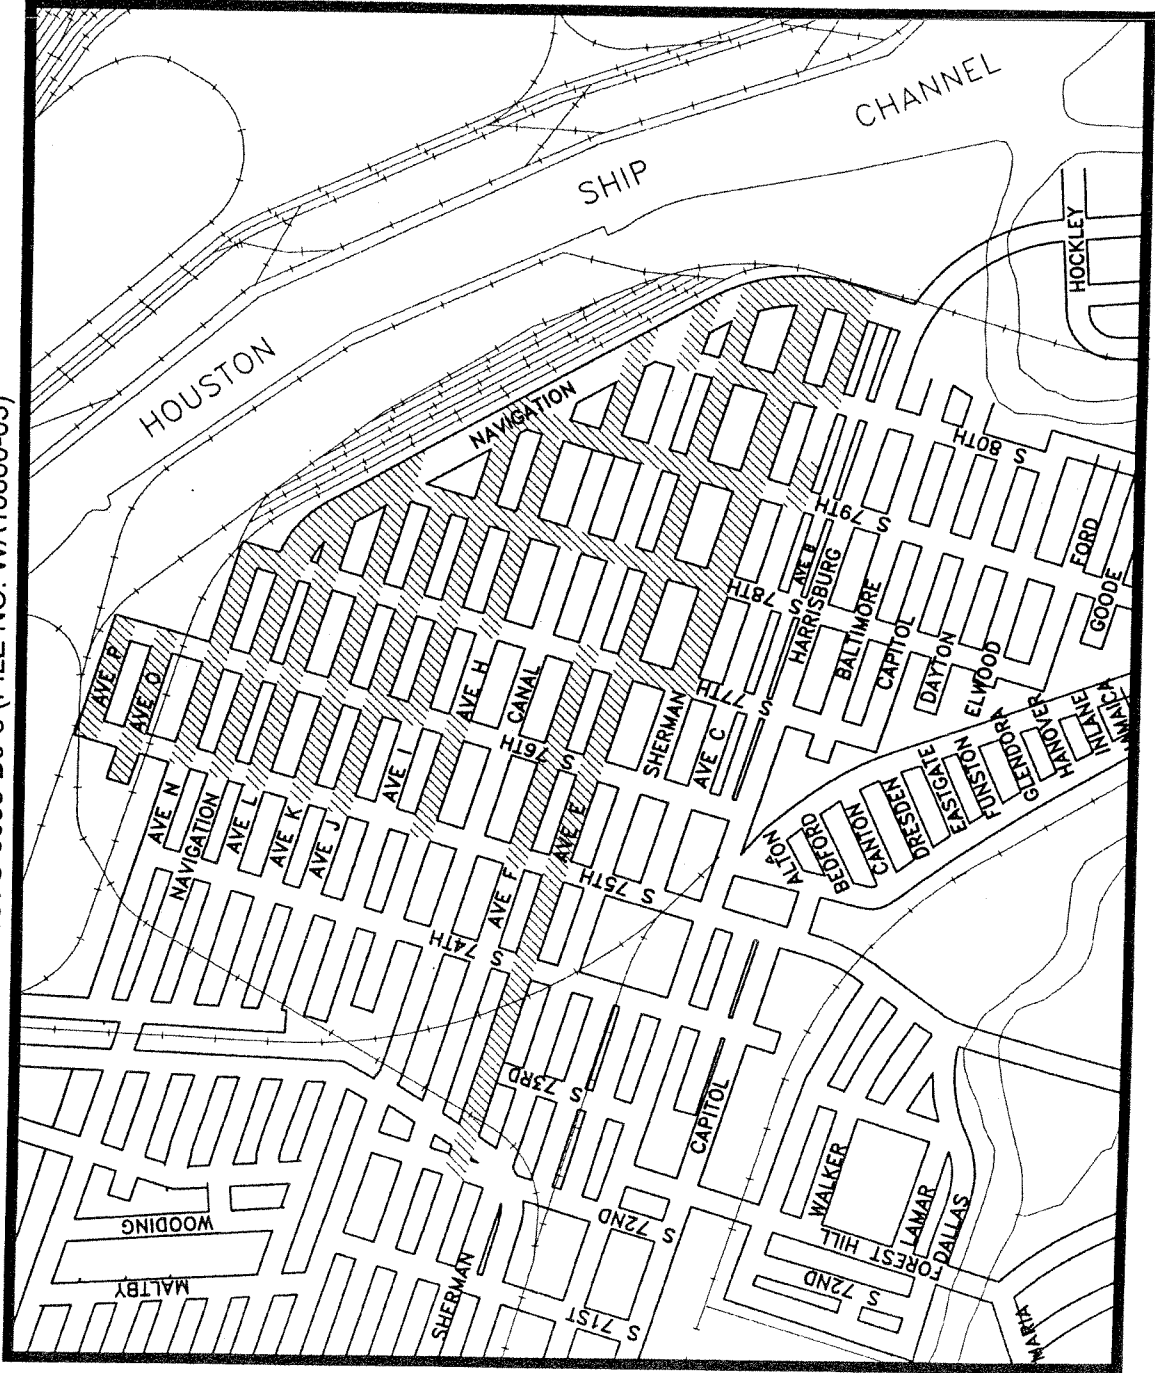 HOUSTON
SHIP
CHANNEL
HOCKLEY
NAVIGATION
S 80TH
S 79TH
AVE B
S 78TH
HARRISBURG
BALTIMORE
CAPITOL
DAYTON
ELWOOD
FORD
GOODE
AVE P
AVE O
AVE H
CANAL
S 77TH
SHERMAN
AVE C
S 76TH
AVE I
AVE N
NAVIGATION
AVE L
AVE K
AVE J
AVE E
AVE F
S 75TH
S 74TH
ALTON
BEDFORD
CANTON
DRESDEN
EASTGATE
FUNSTON
GLENDORA
HANOVER
INLANE
JAMAICA
S 73RD
CAPITOL
WALKER
LAMAR
DALLAS
FOREST HILL
S 72ND
S 72ND
WOODING
MALTBY
SHERMAN
S 71ST
MARIA